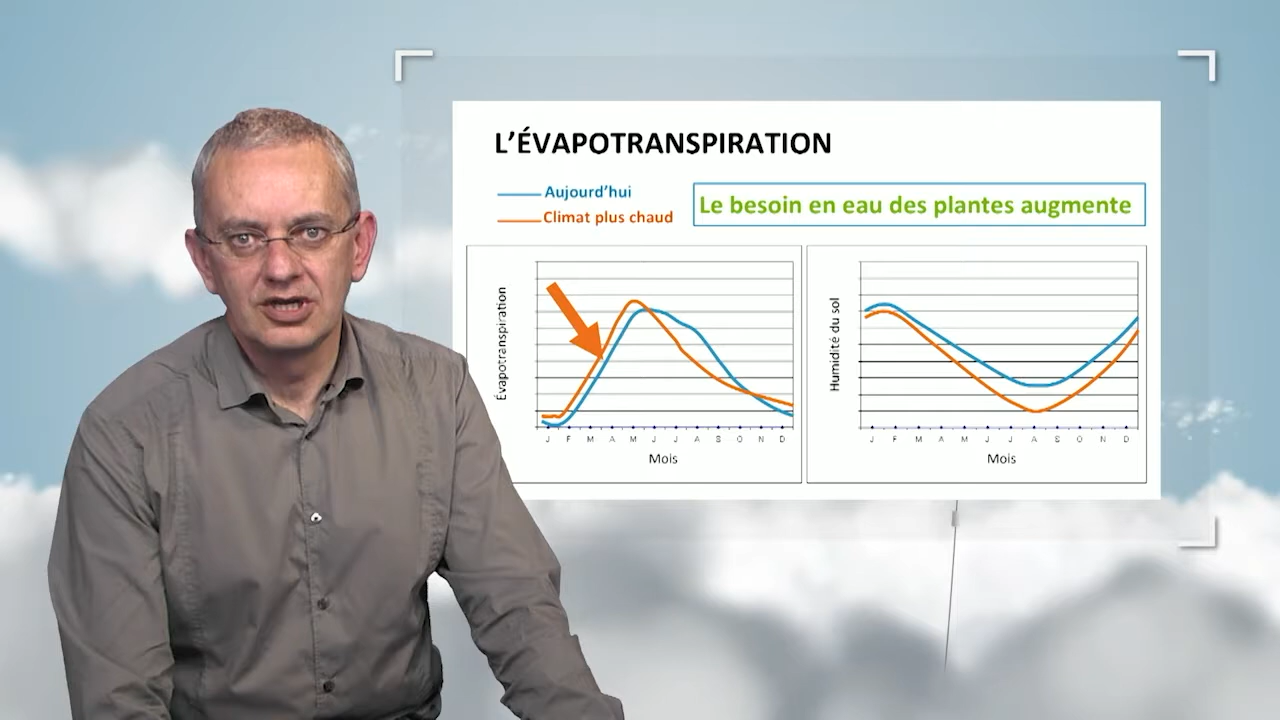 L’ÉVAPOTRANSPIRATION
Aujourd’hui
Climat plus chaud
Le besoin en eau des plantes augmente
Évapotranspiration
J F M A M J J A S O N D
Mois
Humidité du sol
J F M A M J J A S O N D
Mois